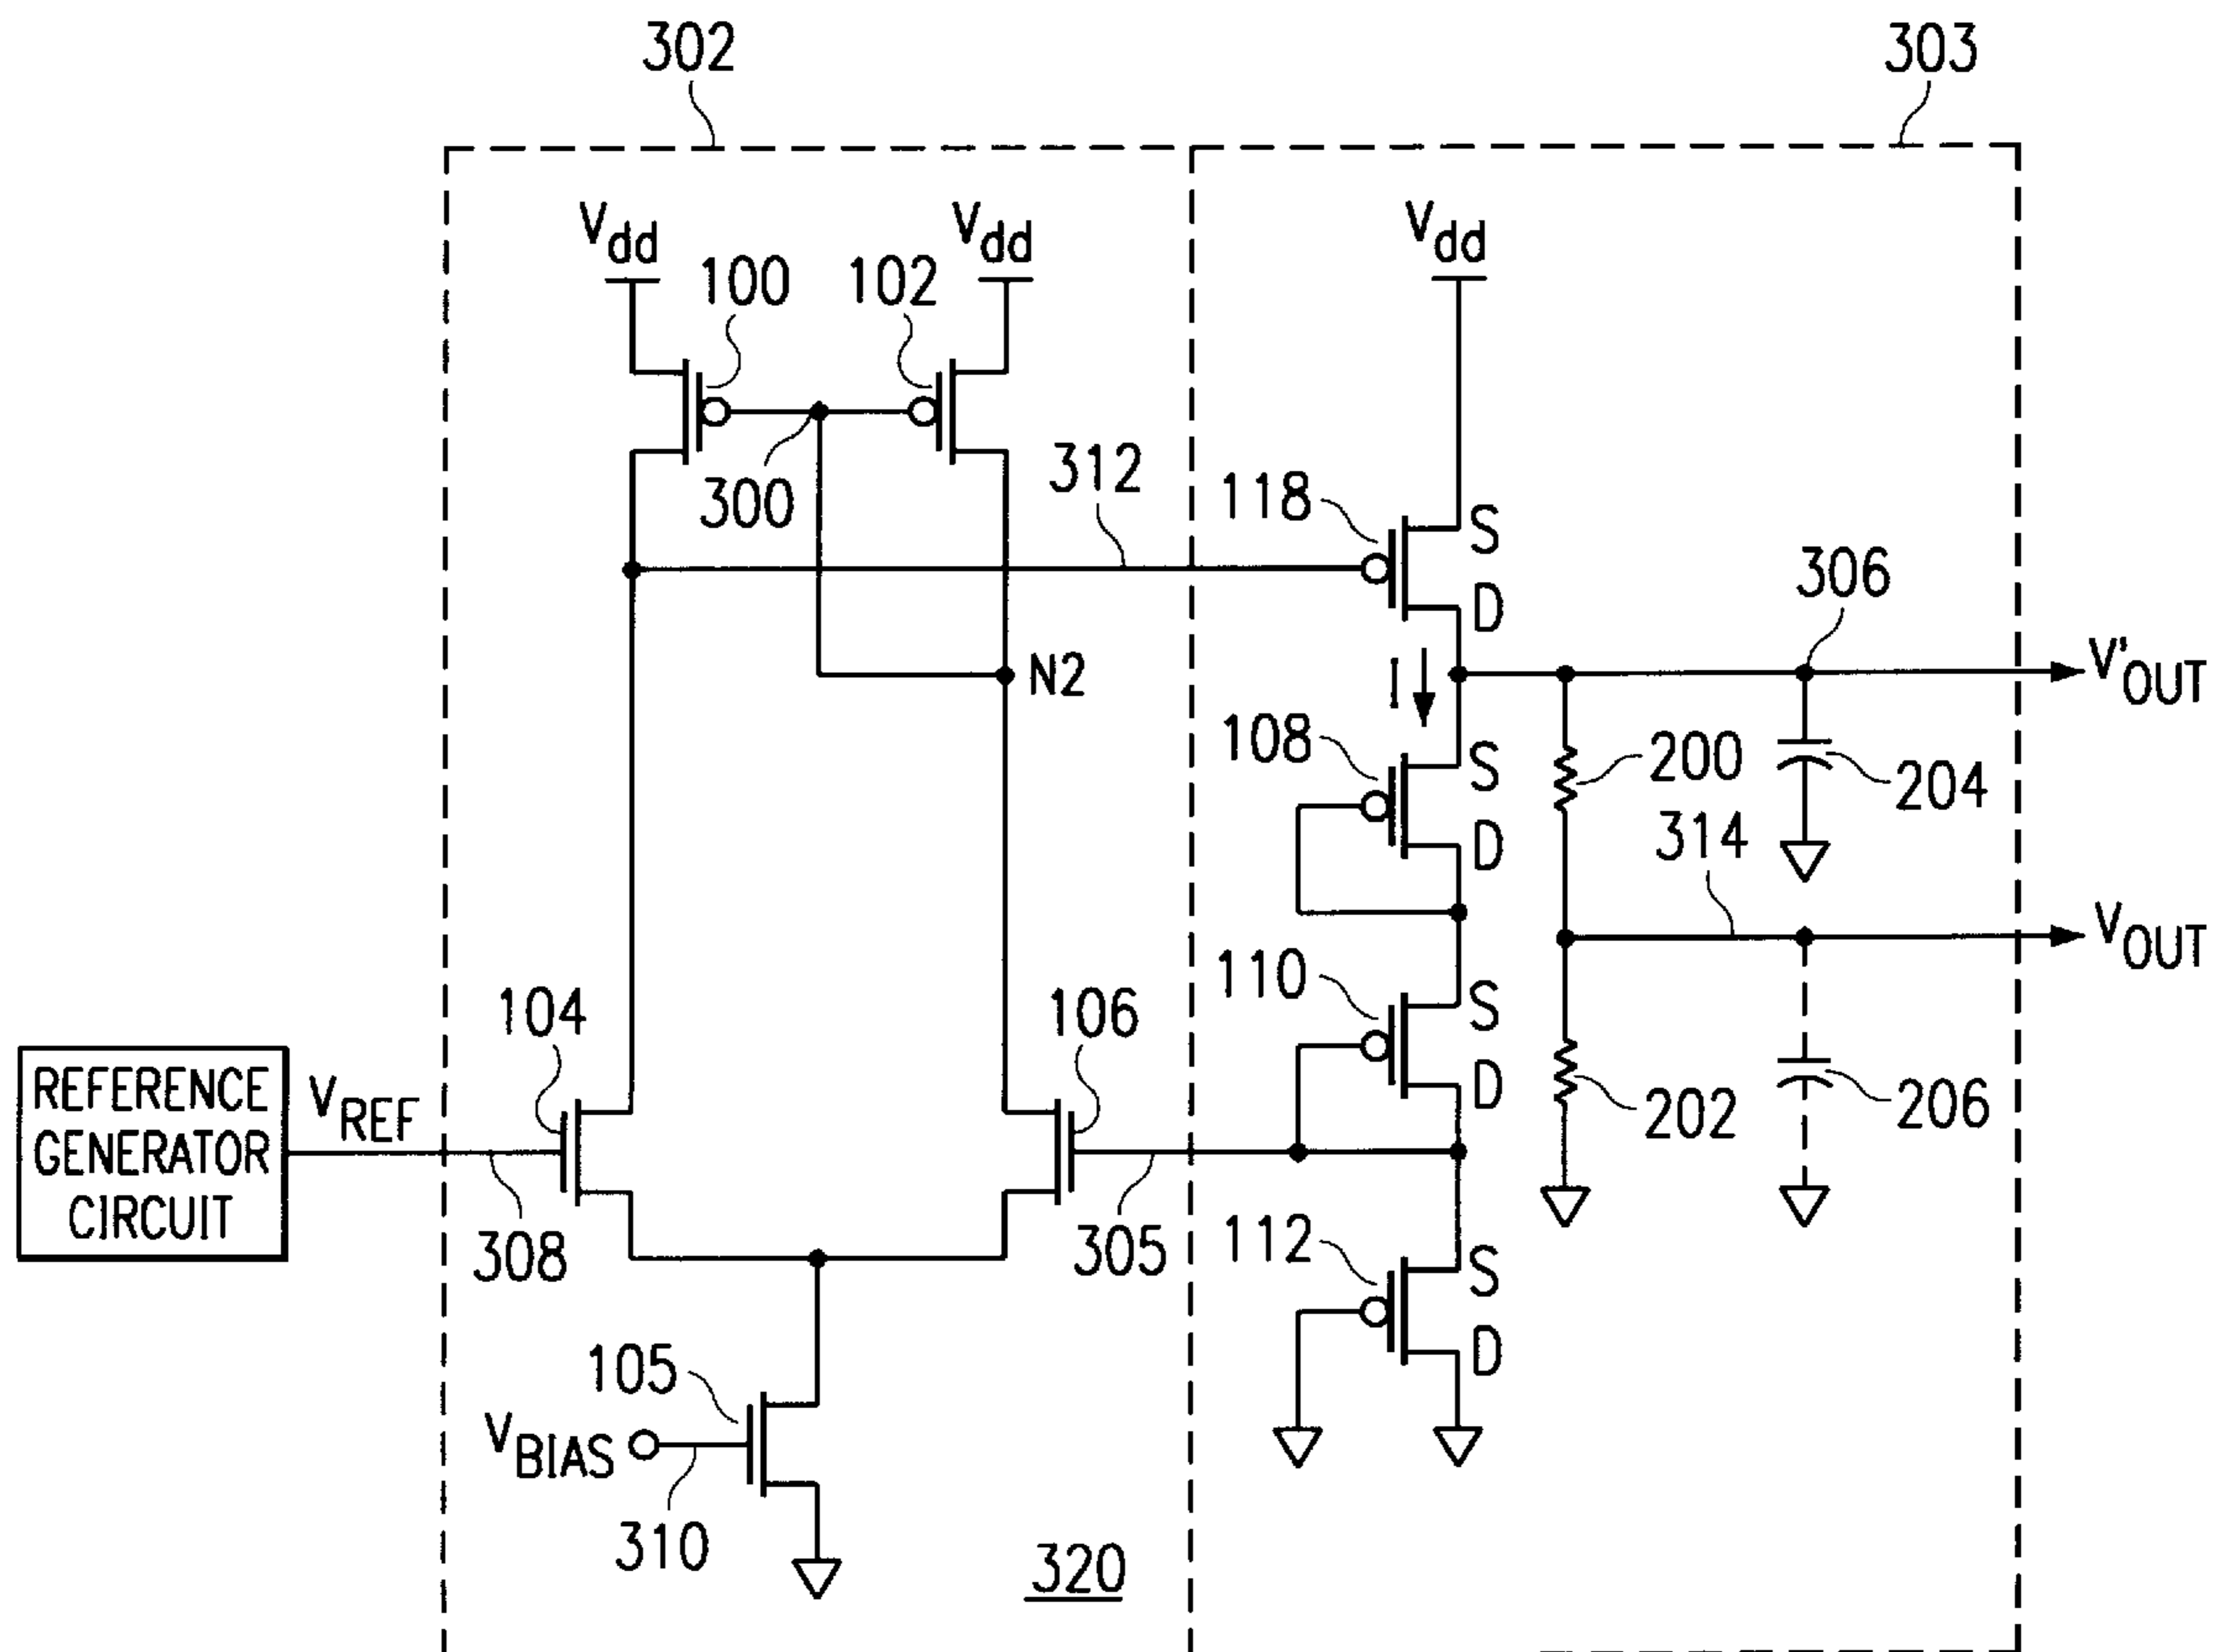 302
303
Vdd
Vdd
Vdd
100
102
300
312
118
S
D
306
V'OUT
N2
I
108
S
D
200
204
314
VOUT
110
S
D
104
106
202
206
REFERENCE
GENERATOR
CIRCUIT
VREF
308
305
112
S
D
105
VBIAS
310
320